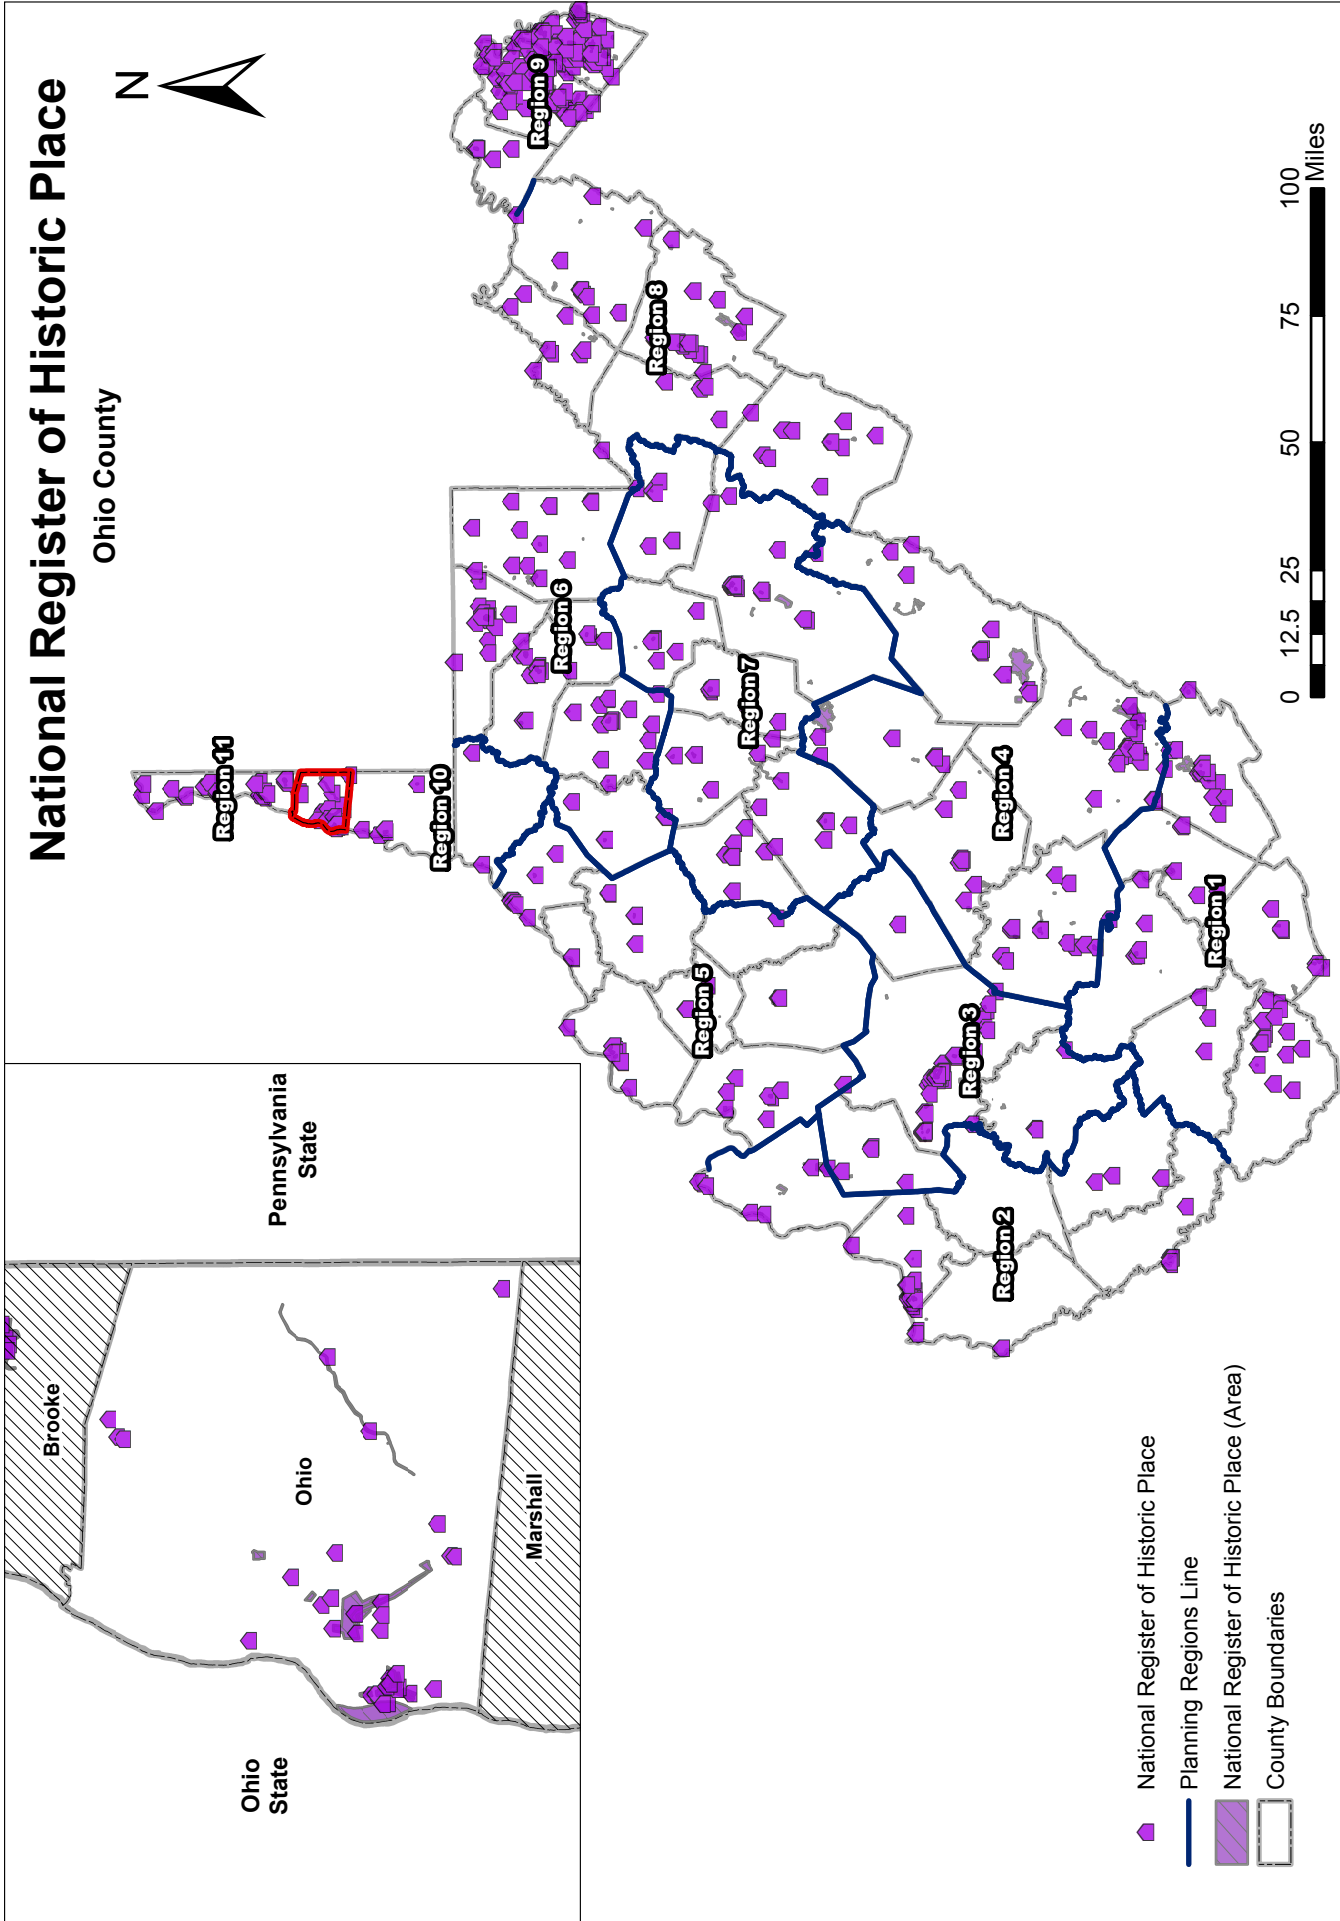 National Register of Historic Place
Ohio County
N
Brooke
Ohio
Marshall
Pennsylvania
State
Ohio
State
Region 11
Region 10
Region 9
Region 8
Region 6
Region 7
Region 5
Region 4
Region 3
Region 2
Region 1
National Register of Historic Place
Planning Regions Line
National Register of Historic Place (Area)
County Boundaries
0 12.5 25 50 75 100
Miles